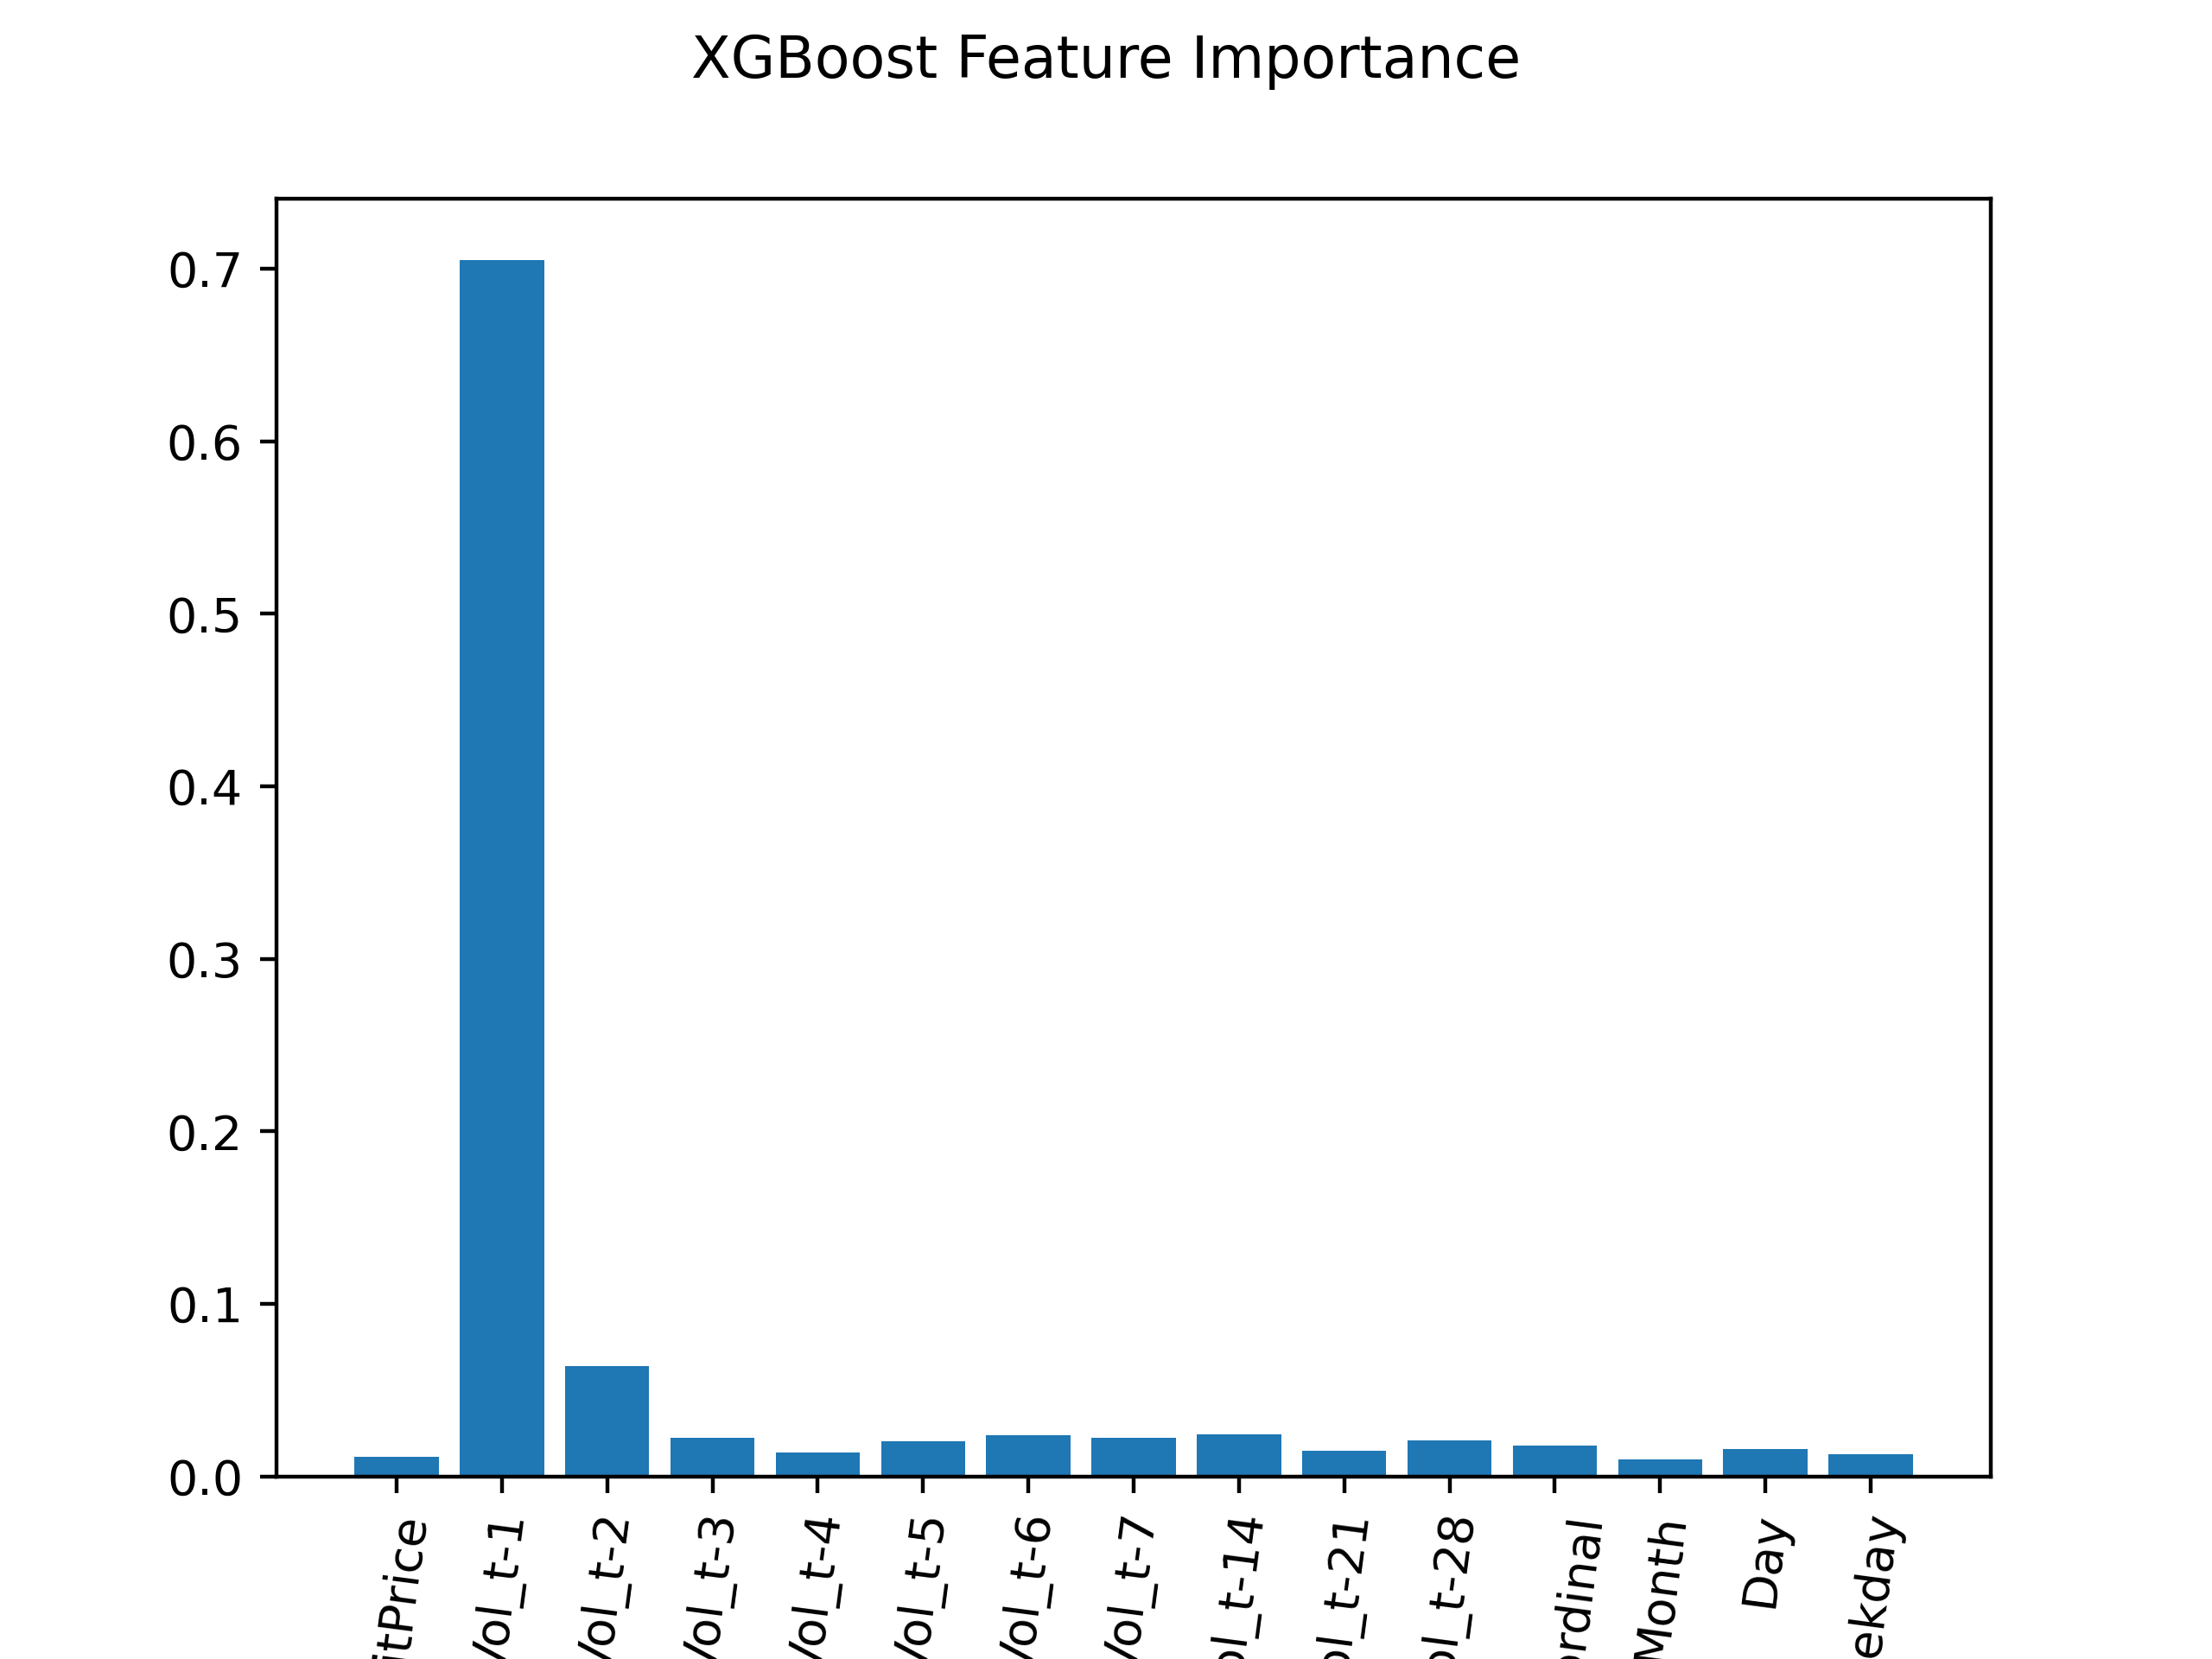 XGBoost Feature Importance
0.7
0.6
0.5
0.4
0.3
0.2
0.1
0.0
itPrice
Vol_t-1
Vol_t-2
Vol_t-3
Vol_t-4
Vol_t-5
Vol_t-6
Vol_t-7
ol_t-14
ol_t-21
ol_t-28
ordinal
Month
Day
ekday